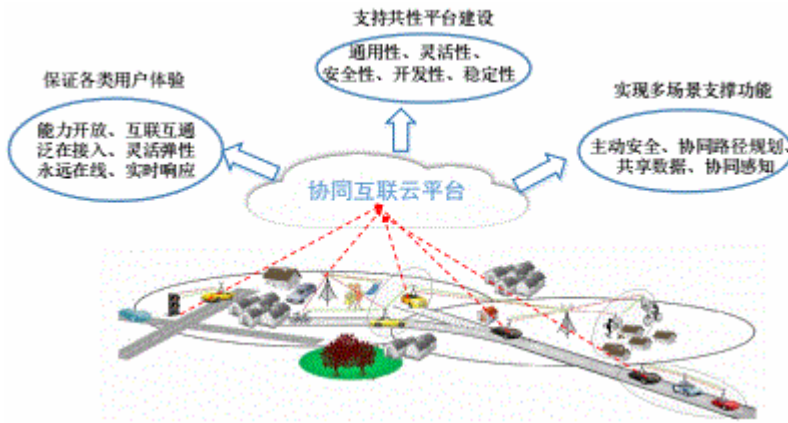 支持共性平台建设
通用性、灵活性、
安全性、开发性、稳定性
保证各类用户体验
能力开放、互联互通
泛在接入、灵活弹性
永远在线、实时响应
实现多场景支撑功能
主动安全、协同路径规划、
共享数据、协同感知
协同互联云平台